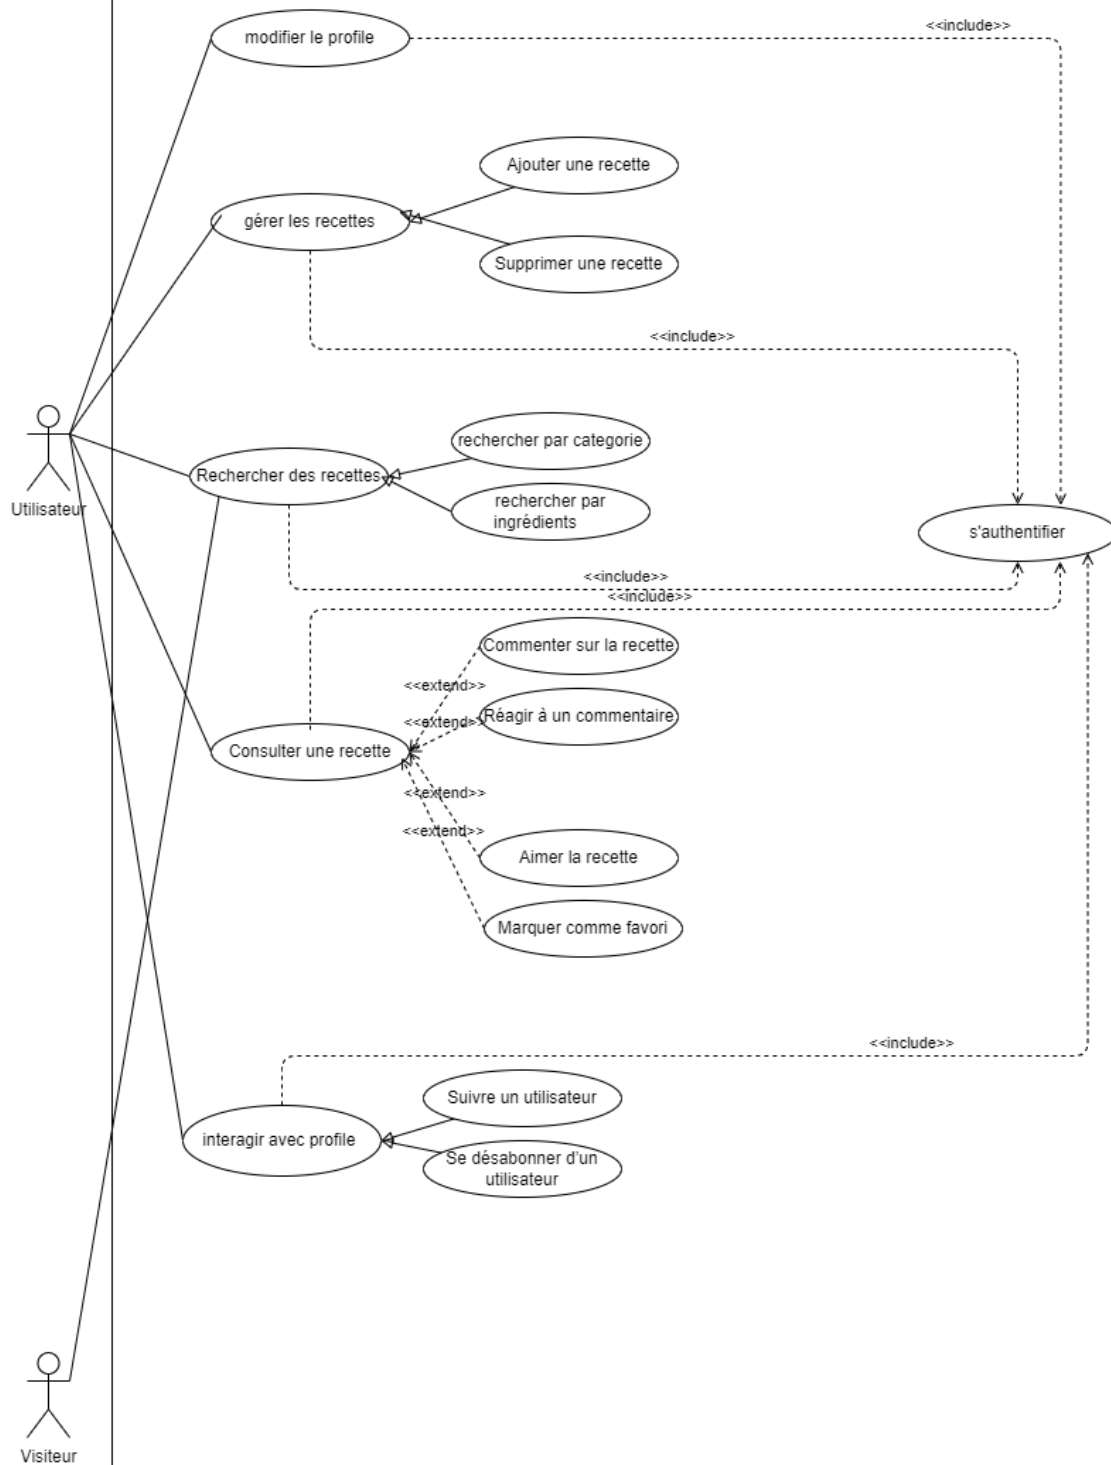 modifier le profile
<<include>>
Ajouter une recette
gérer les recettes
Supprimer une recette
<<include>>
rechercher par categorie
Rechercher des recettes
rechercher par
ingrédients
Utilisateur
s'authentifier
<<include>>
<<include>>
Commenter sur la recette
<<extend>>
Réagir à un commentaire
<<extend>>
Consulter une recette
<<extend>>
<<extend>>
Aimer la recette
Marquer comme favori
<<include>>
Suivre un utilisateur
interagir avec profile
Se désabonner d'un
utilisateur
Visiteur